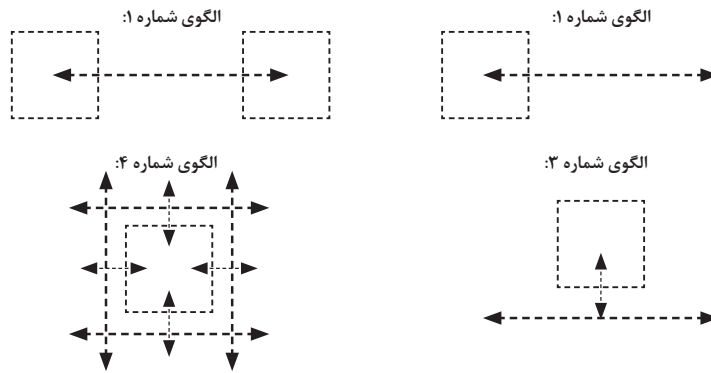 الگوی شماره ۱:
الگوی شماره ۱:
الگوی شماره ۳:
الگوی شماره ۴: